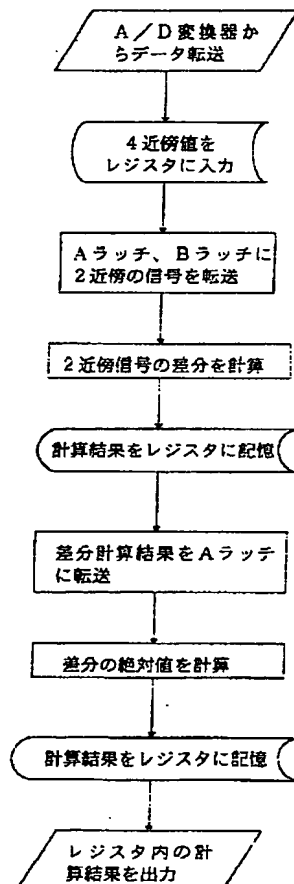 A／D変換器か
らデータ転送
4近傍値を
レジスタに入力
Aラッチ、Bラッチに
2近傍の信号を転送
2近傍信号の差分を計算
計算結果をレジスタに記憶
差分計算結果をAラッチ
に転送
差分の絶対値を計算
計算結果をレジスタに記憶
レジスタ内の計
算結果を出力